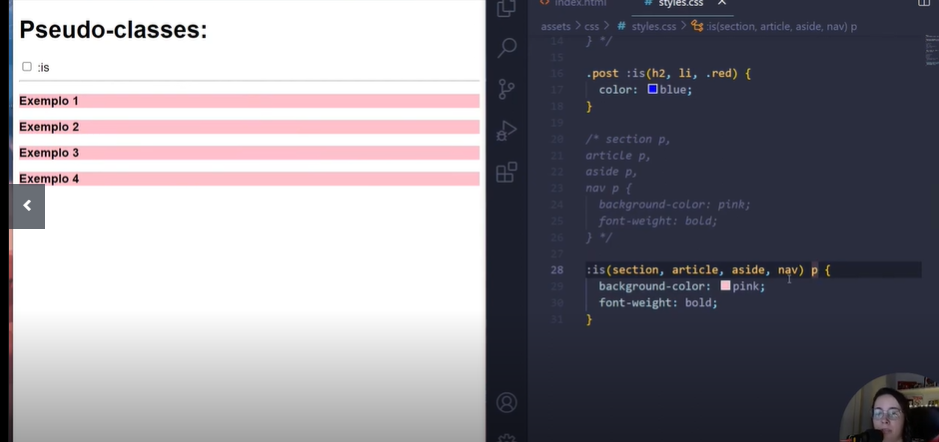 Pseudo-classes:
:is
Exemplo 1
Exemplo 2
Exemplo 3
Exemplo 4
index.html
# styles.css
assets > css > # styles.css > :is(section, article, aside, nav) p
14 } */
15
16 .post :is(h2, li, .red) {
17 color: blue;
18 }
19
20 /* section p,
21 article p,
22 aside p,
23 nav p {
24 background-color: pink;
25 font-weight: bold;
26 } */
27
28 :is(section, article, aside, nav) p {
29 background-color: pink;
30 font-weight: bold;
31 }